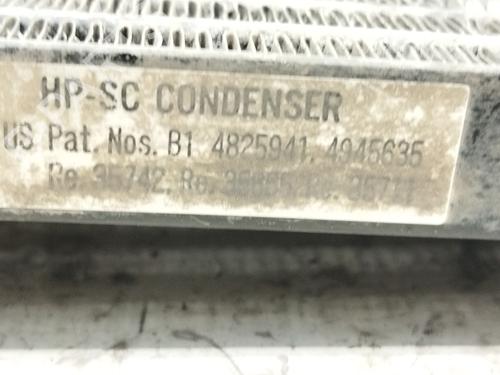 HP-SC CONDENSER
US Pat. Nos. B1 4825941, 4945635
Re. 35742, Re.